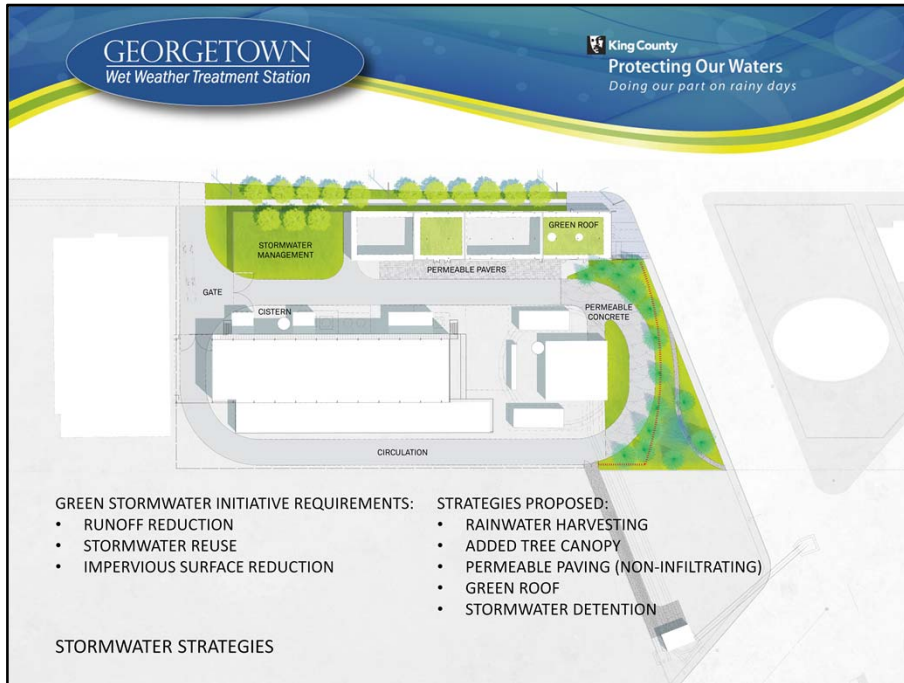 GEORGETOWN
Wet Weather Treatment Station
King County
Protecting Our Waters
Doing our part on rainy days
GREEN ROOF
STORMWATER
MANAGEMENT
PERMEABLE PAVERS
GATE
CISTERN
PERMEABLE
CONCRETE
CIRCULATION
GREEN STORMWATER INITIATIVE REQUIREMENTS:
• RUNOFF REDUCTION
• STORMWATER REUSE
• IMPERVIOUS SURFACE REDUCTION
STRATEGIES PROPOSED:
• RAINWATER HARVESTING
• ADDED TREE CANOPY
• PERMEABLE PAVING (NON-INFILTRATING)
• GREEN ROOF
• STORMWATER DETENTION
STORMWATER STRATEGIES